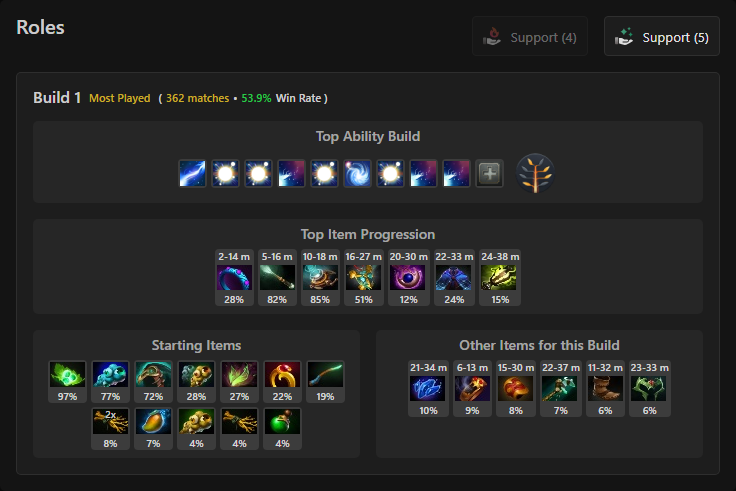 Roles
Support (4)
Support (5)
Build 1 Most Played ( 362 matches • 53.9% Win Rate )
Top Ability Build
Top Item Progression
2-14 m 5-16 m 10-18 m 16-27 m 20-30 m 22-33 m 24-38 m
28% 82% 85% 51% 12% 24% 15%
Starting Items
97% 77% 72% 28% 27% 22% 19%
2x
8% 7% 4% 4% 4%
Other Items for this Build
21-34 m 6-13 m 15-30 m 22-37 m 11-32 m 23-33 m
10% 9% 8% 7% 6% 6%